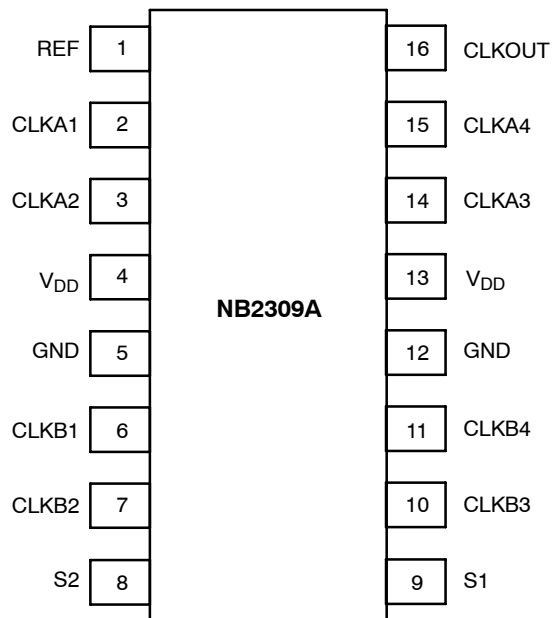 REF 1 16 CLKOUT
CLKA1 2 15 CLKA4
CLKA2 3 14 CLKA3
VDD 4 13 VDD
NB2309A
GND 5 12 GND
CLKB1 6 11 CLKB4
CLKB2 7 10 CLKB3
S2 8 9 S1